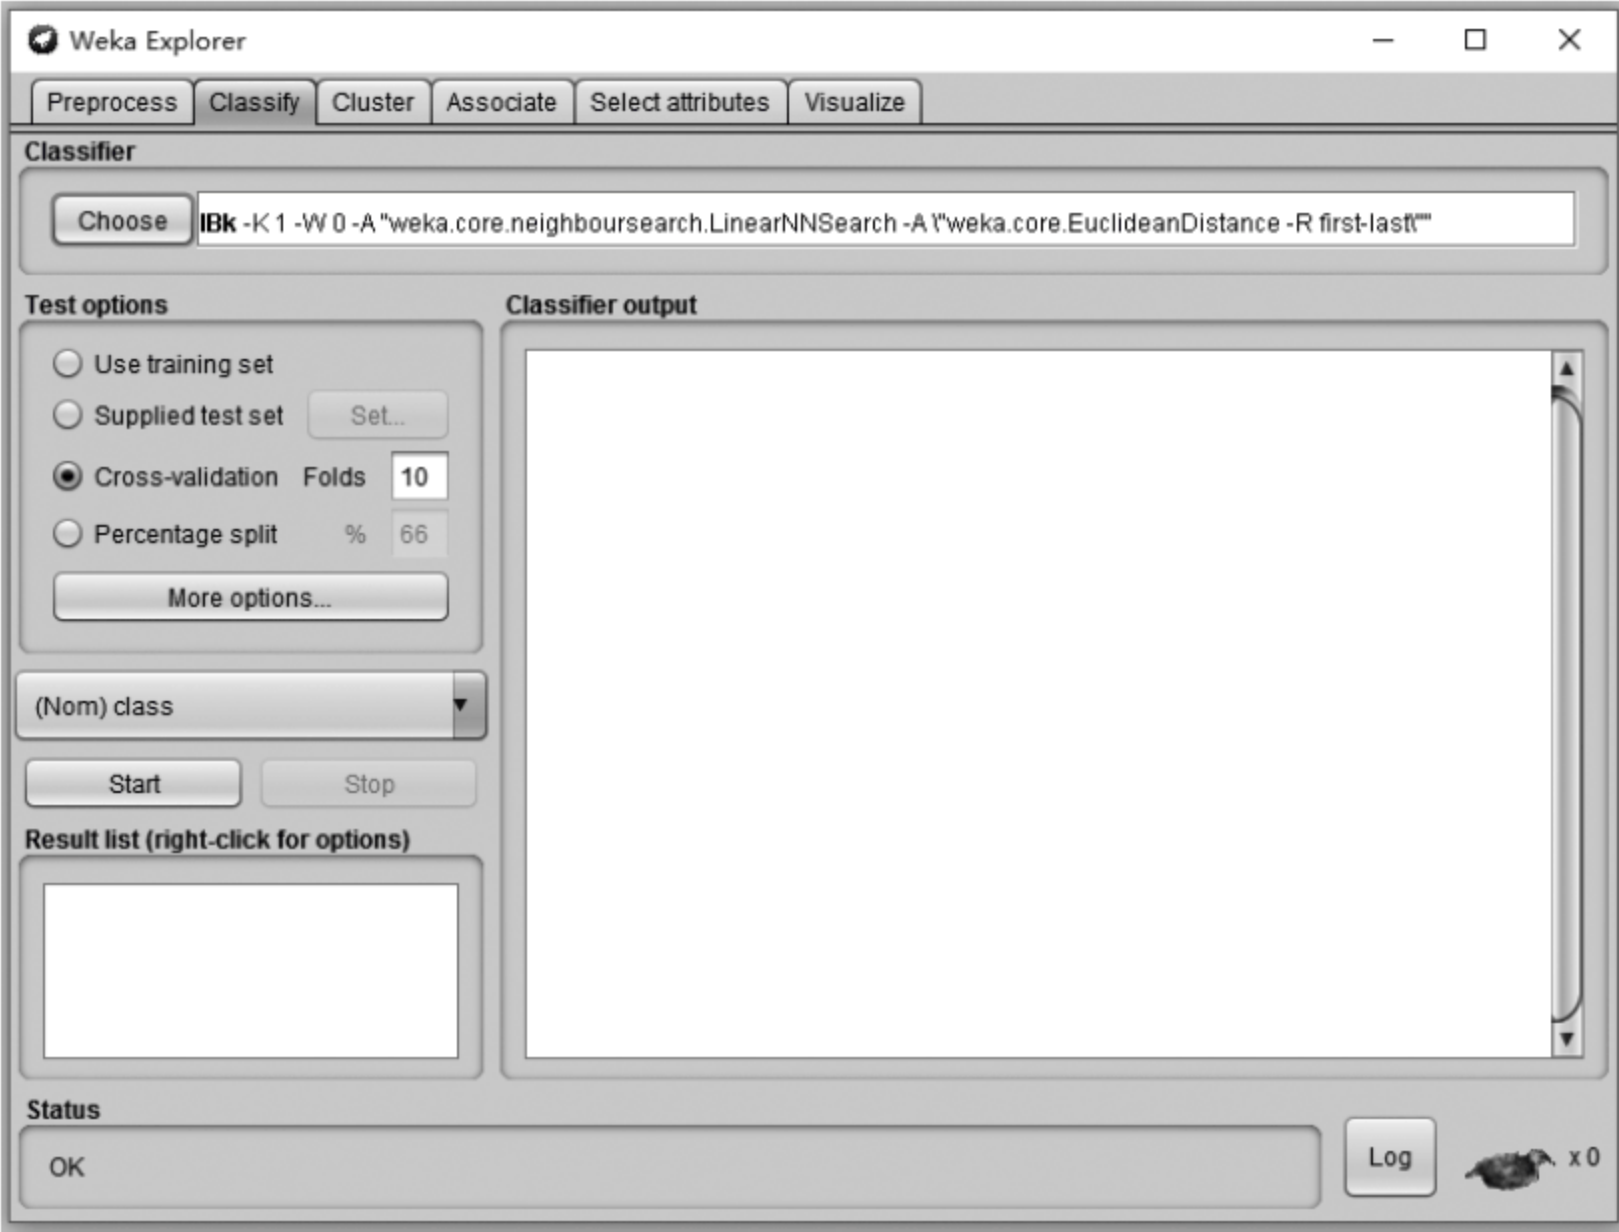 Weka Explorer
Preprocess Classify Cluster Associate Select attributes Visualize
Classifier
Choose IBk -K 1 -W 0 -A "weka.core.neighboursearch.LinearNNSearch -A \"weka.core.EuclideanDistance -R first-last\""
Test options
Use training set
Supplied test set Set...
Cross-validation Folds 10
Percentage split % 66
More options...
(Nom) class
Start Stop
Result list (right-click for options)
Classifier output
Status
OK
Log x 0